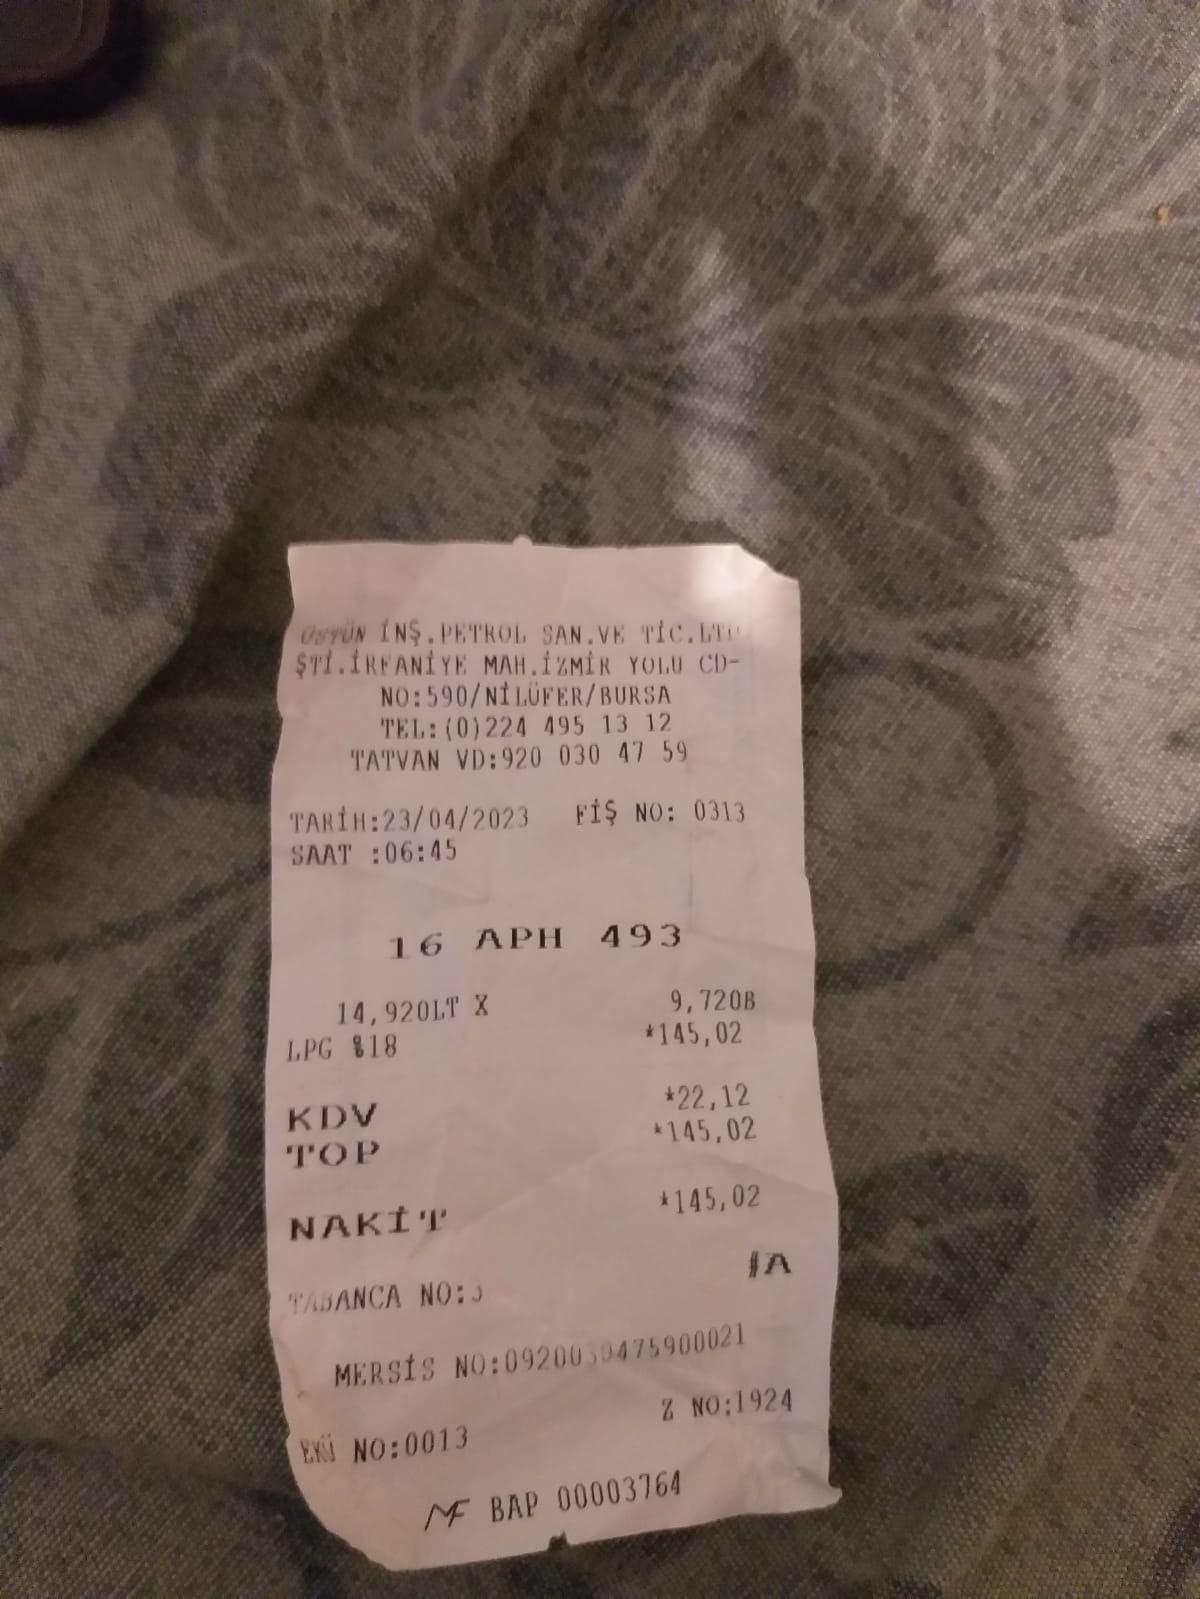 ÜSTÜN İNŞ.PETROL SAN.VE TİC.LTD
ŞTİ.İRFANİYE MAH.İZMİR YOLU CD-
NO:590/NİLÜFER/BURSA
TEL:(0)224 495 13 12
TATVAN VD:920 030 47 59
TARİH:23/04/2023 FİŞ NO: 0313
SAAT :06:45
16 APH 493
14,920LT X 9,720B
LPG %18 *145,02
KDV *22,12
TOP *145,02
NAKİT *145,02
#A
TABANCA NO:3
MERSİS NO:0920030475900021
Z NO:1924
EKÜ NO:0013
MF BAP 00003764